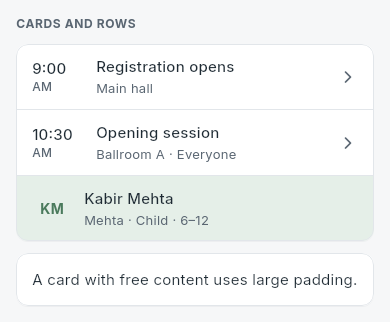 CARDS AND ROWS
9:00 Registration opens
AM Main hall
10:30 Opening session
AM Ballroom A · Everyone
KM Kabir Mehta
Mehta · Child · 6–12
A card with free content uses large padding.